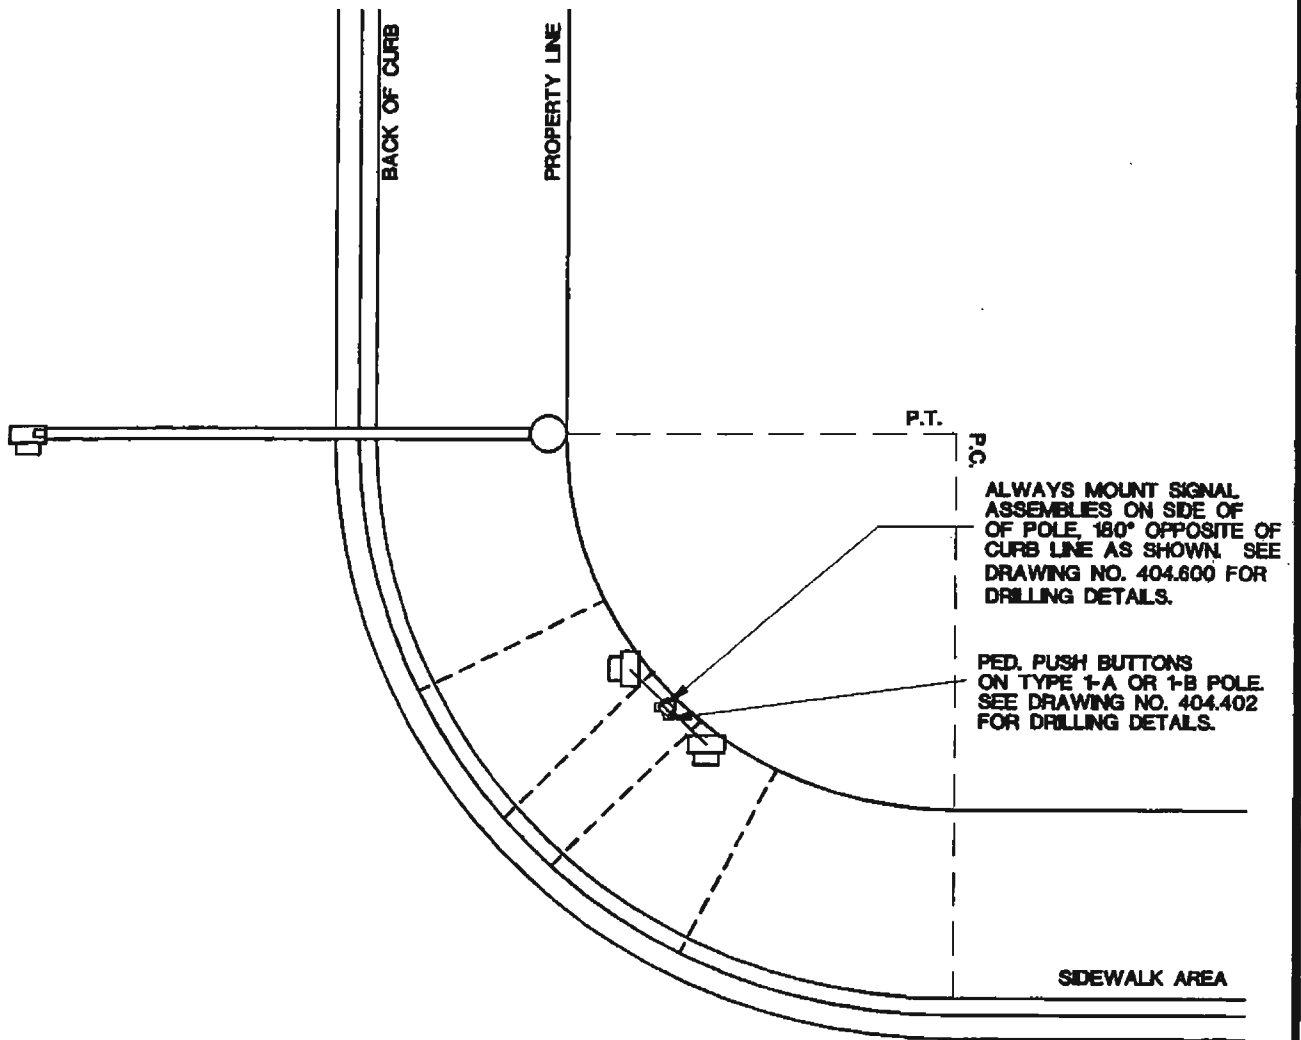 BACK OF CURB
PROPERTY LINE
P.T.
P.C.
ALWAYS MOUNT SIGNAL
ASSEMBLIES ON SIDE OF
OF POLE, 180° OPPOSITE OF
CURB LINE AS SHOWN. SEE
DRAWING NO. 404.600 FOR
DRILLING DETAILS.
PED. PUSH BUTTONS
ON TYPE 1-A OR 1-B POLE.
SEE DRAWING NO. 404.402
FOR DRILLING DETAILS.
SIDEWALK AREA